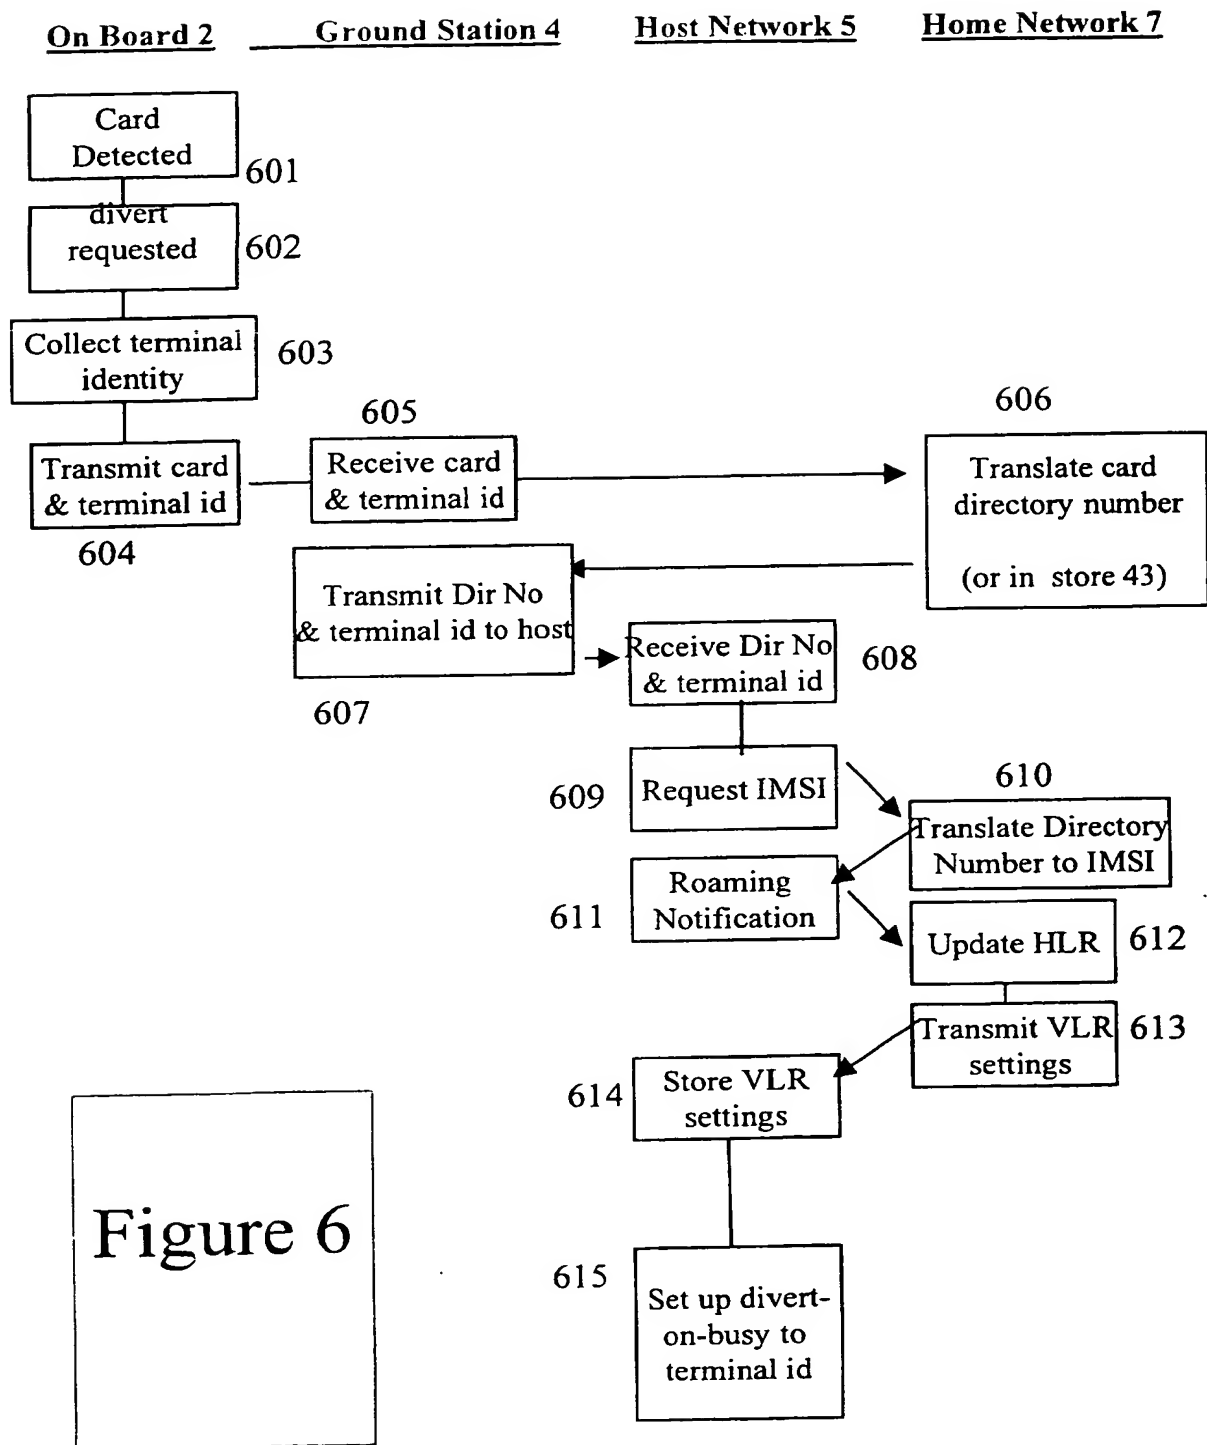 On Board 2
Ground Station 4
Host Network 5
Home Network 7
Card
Detected
601
divert
requested
602
Collect terminal
identity
603
605
606
Transmit card
& terminal id
604
Receive card
& terminal id
Translate card
directory number
(or in store 43)
Transmit Dir No
& terminal id to host
607
Receive Dir No
& terminal id
608
609
Request IMSI
610
Translate Directory
Number to IMSI
611
Roaming
Notification
Update HLR
612
Transmit VLR
settings
613
614
Store VLR
settings
615
Set up divert-
on-busy to
terminal id
Figure 6